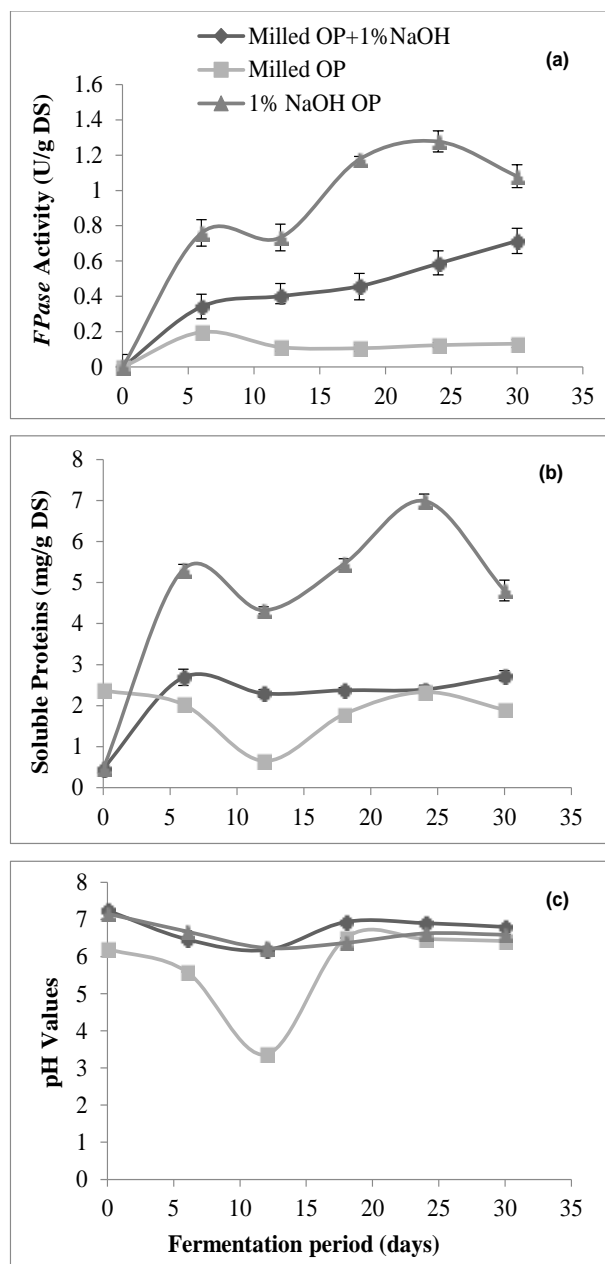 Milled OP+1%NaOH
Milled OP
1% NaOH OP
(a)
FPase Activity (U/g DS)
1.6
1.4
1.2
1
0.8
0.6
0.4
0.2
0
0 5 10 15 20 25 30 35
(b)
Soluble Proteins (mg/g DS)
8
7
6
5
4
3
2
1
0
0 5 10 15 20 25 30 35
(c)
pH Values
8
7
6
5
4
3
2
1
0
0 5 10 15 20 25 30 35
Fermentation period (days)